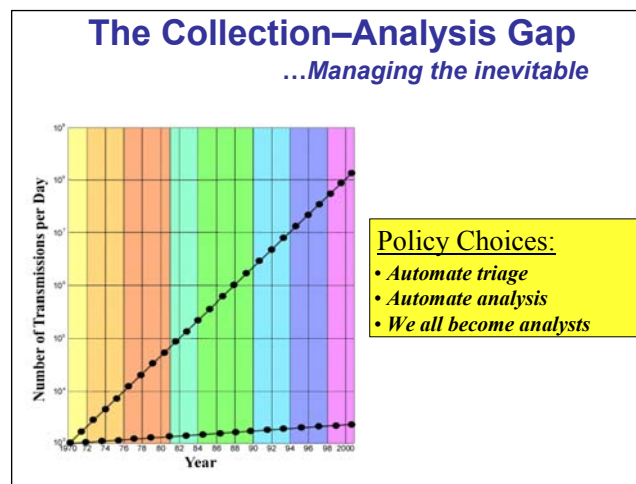 The Collection–Analysis Gap
…Managing the inevitable
Number of Transmissions per Day
10⁷
1970 72 74 76 78 80 82 84 86 88 90 92 94 96 98 2000
Year
Policy Choices:
• Automate triage
• Automate analysis
• We all become analysts